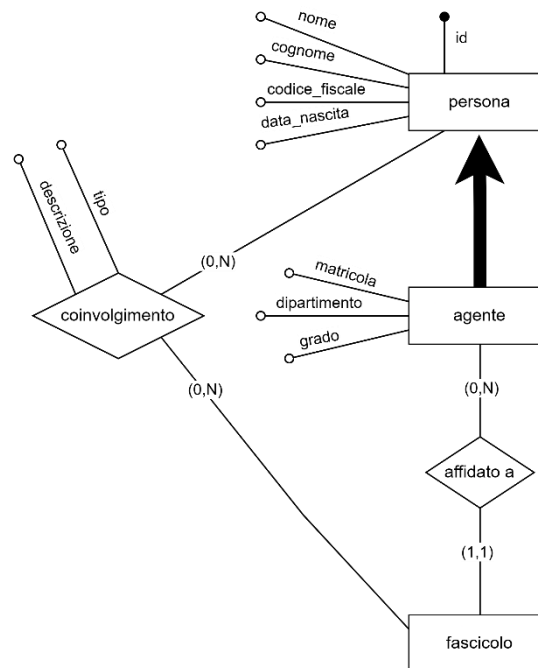 nome
id
cognome
codice_fiscale
persona
data_nascita
tipo
descrizione
(0,N)
matricola
coinvolgimento
dipartimento
agente
grado
(0,N)
(0,N)
affidato a
(1,1)
fascicolo